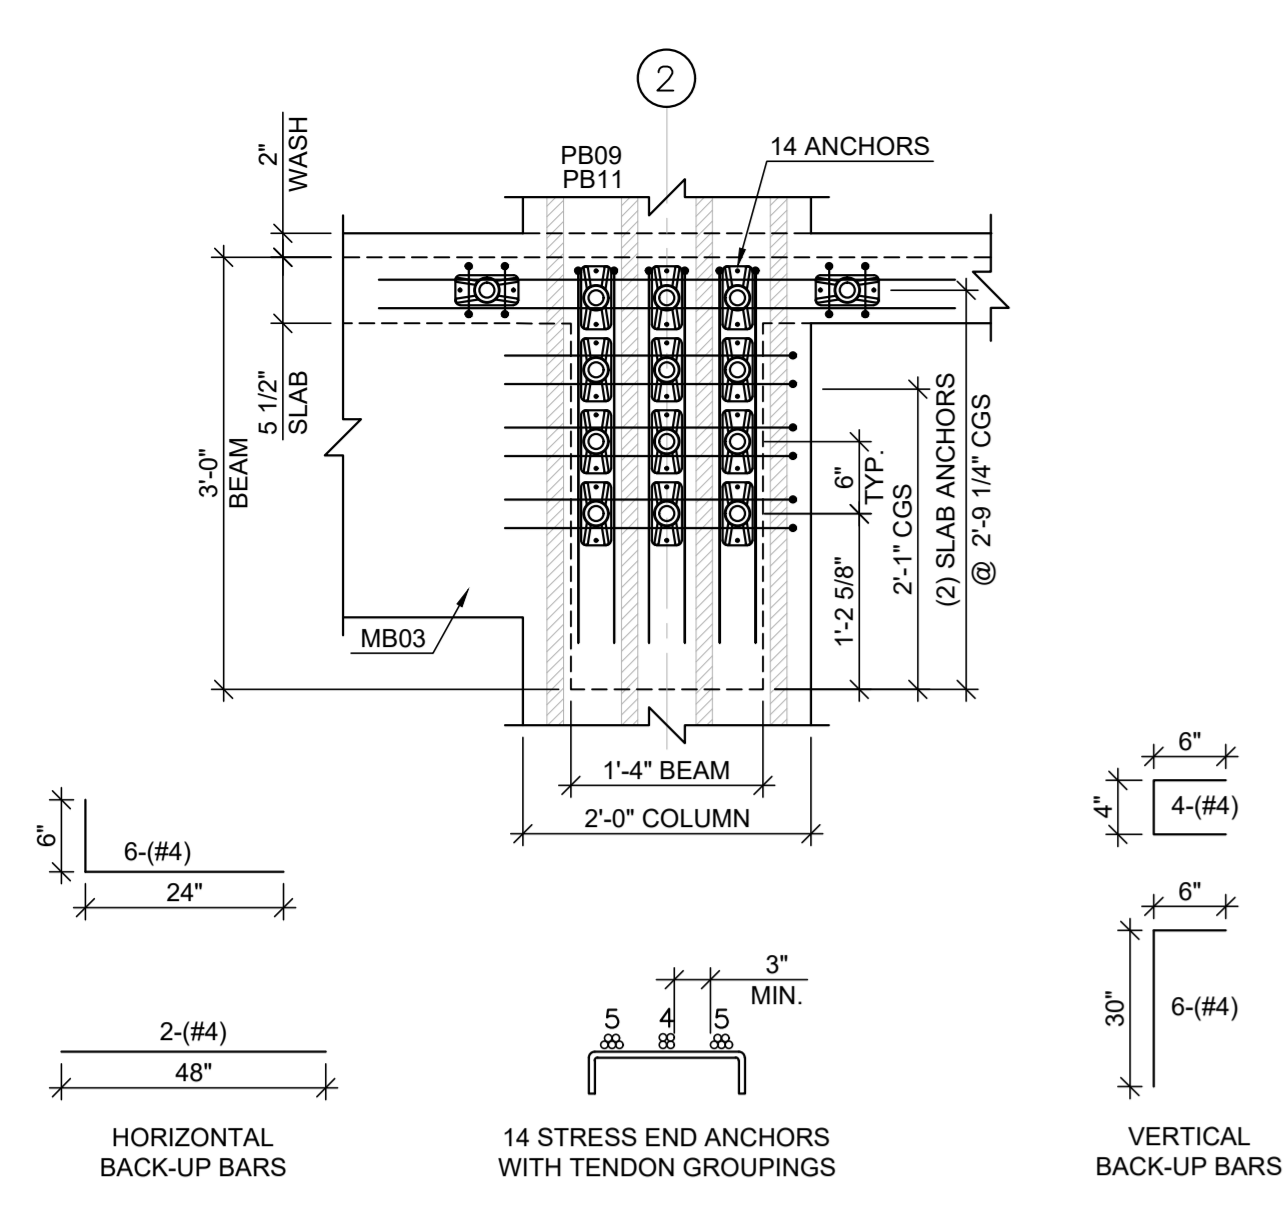 2
PB09
PB11
14 ANCHORS
2"
WASH
5 1/2"
SLAB
3'-0"
BEAM
MB03
6"
TYP.
1'-2 5/8"
2'-1" CGS
(2) SLAB ANCHORS
@ 2'-9 1/4" CGS
1'-4" BEAM
2'-0" COLUMN
6"
6-(#4)
24"
2-(#4)
48"
HORIZONTAL
BACK-UP BARS
3"
MIN.
5 4 5
14 STRESS END ANCHORS
WITH TENDON GROUPINGS
6"
4"
4-(#4)
6"
30"
6-(#4)
VERTICAL
BACK-UP BARS